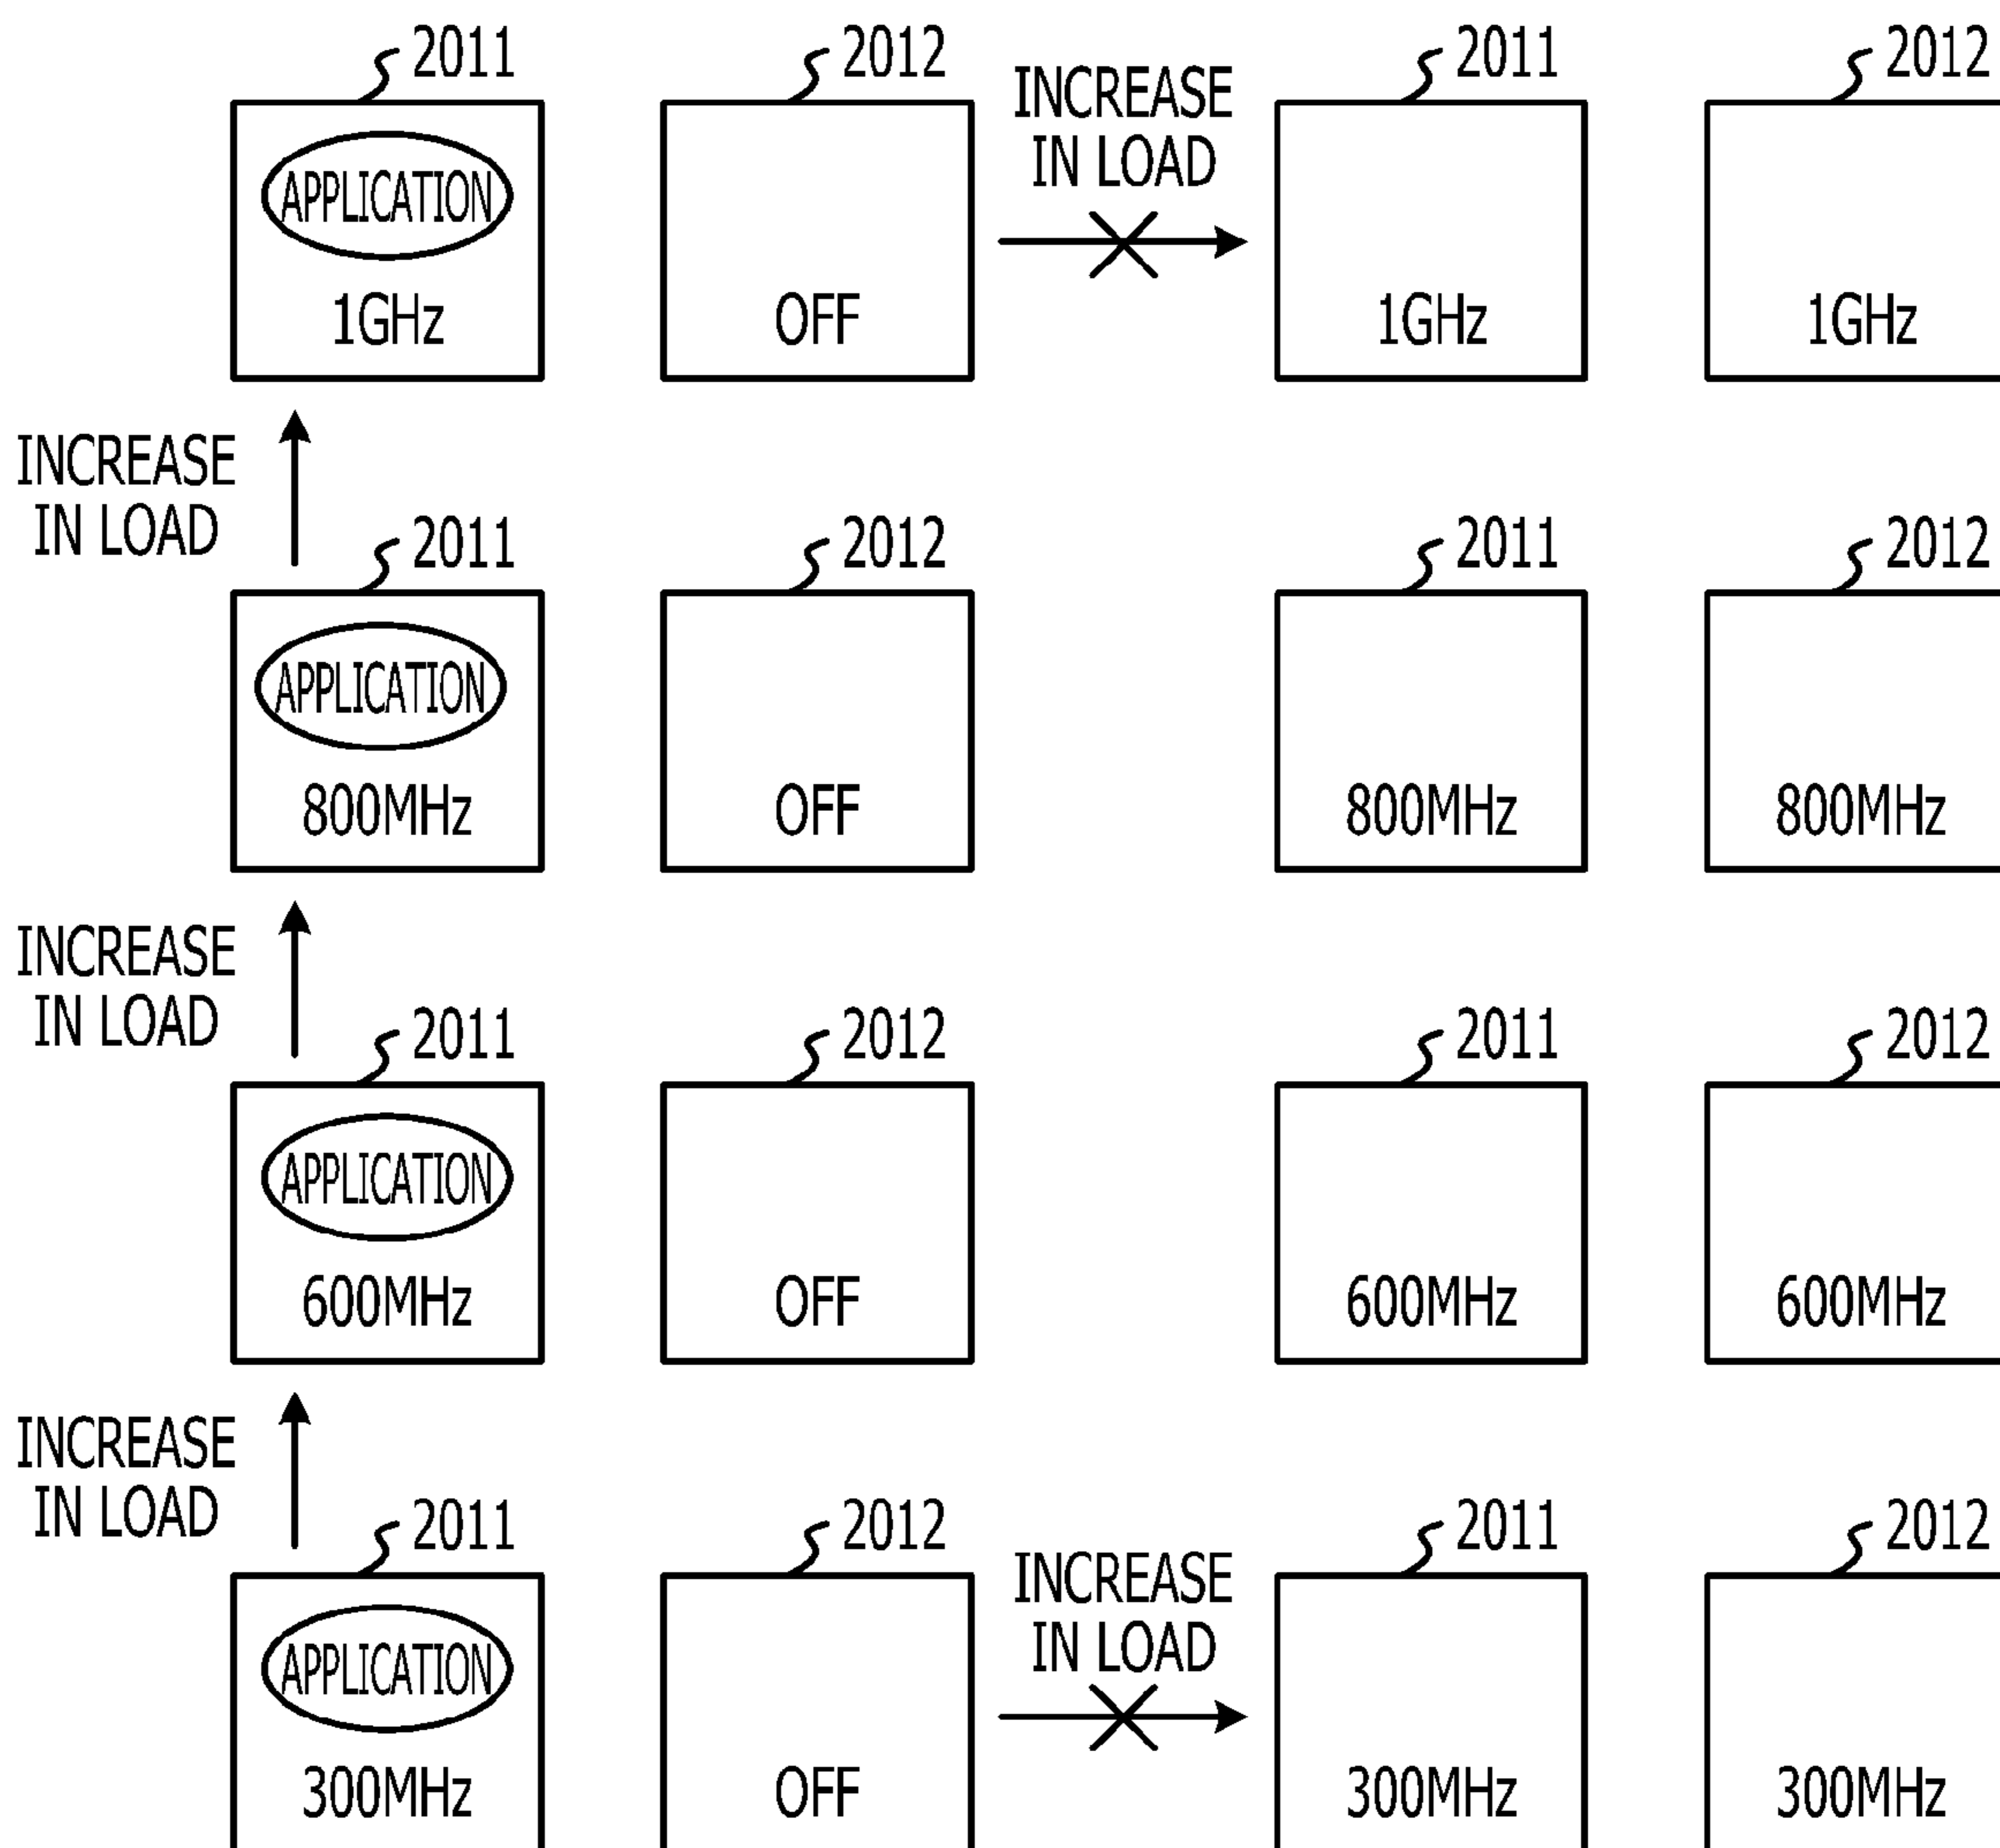 2011
2012
2011
2012
INCREASE
IN LOAD
APPLICATION
1GHz
OFF
1GHz
1GHz
INCREASE
IN LOAD
2011
2012
2011
2012
APPLICATION
800MHz
OFF
800MHz
800MHz
INCREASE
IN LOAD
2011
2012
2011
2012
APPLICATION
600MHz
OFF
600MHz
600MHz
INCREASE
IN LOAD
2011
2012
2011
2012
INCREASE
IN LOAD
APPLICATION
300MHz
OFF
300MHz
300MHz